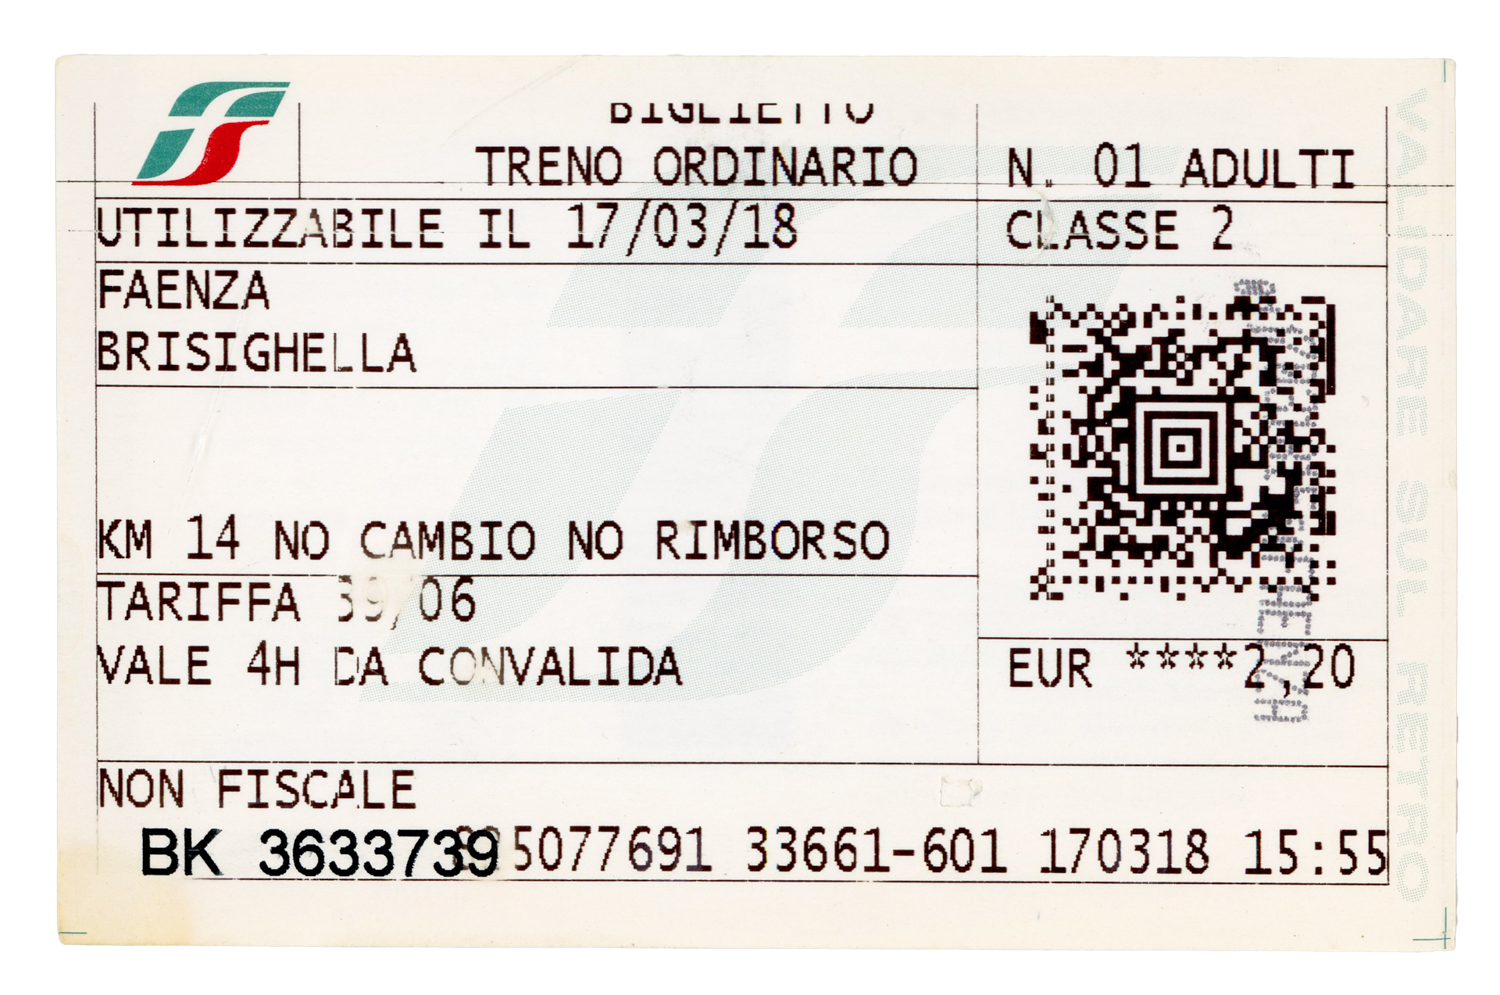 BIGLIETTO
TRENO ORDINARIO
N. 01 ADULTI
UTILIZZABILE IL 17/03/18
CLASSE 2
FAENZA
BRISIGHELLA
KM 14 NO CAMBIO NO RIMBORSO
TARIFFA 39/06
VALE 4H DA CONVALIDA
EUR ****2,20
NON FISCALE
BK 3633739 5077691 33661-601 170318 15:55
VALIDARE SUL RETRO